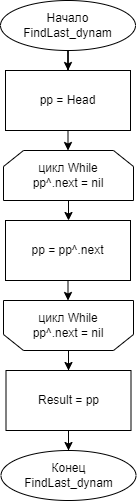 Начало
FindLast_dynam
pp = Head
цикл While
pp^.next = nil
pp = pp^.next
цикл While
pp^.next = nil
Result = pp
Конец
FindLast_dynam